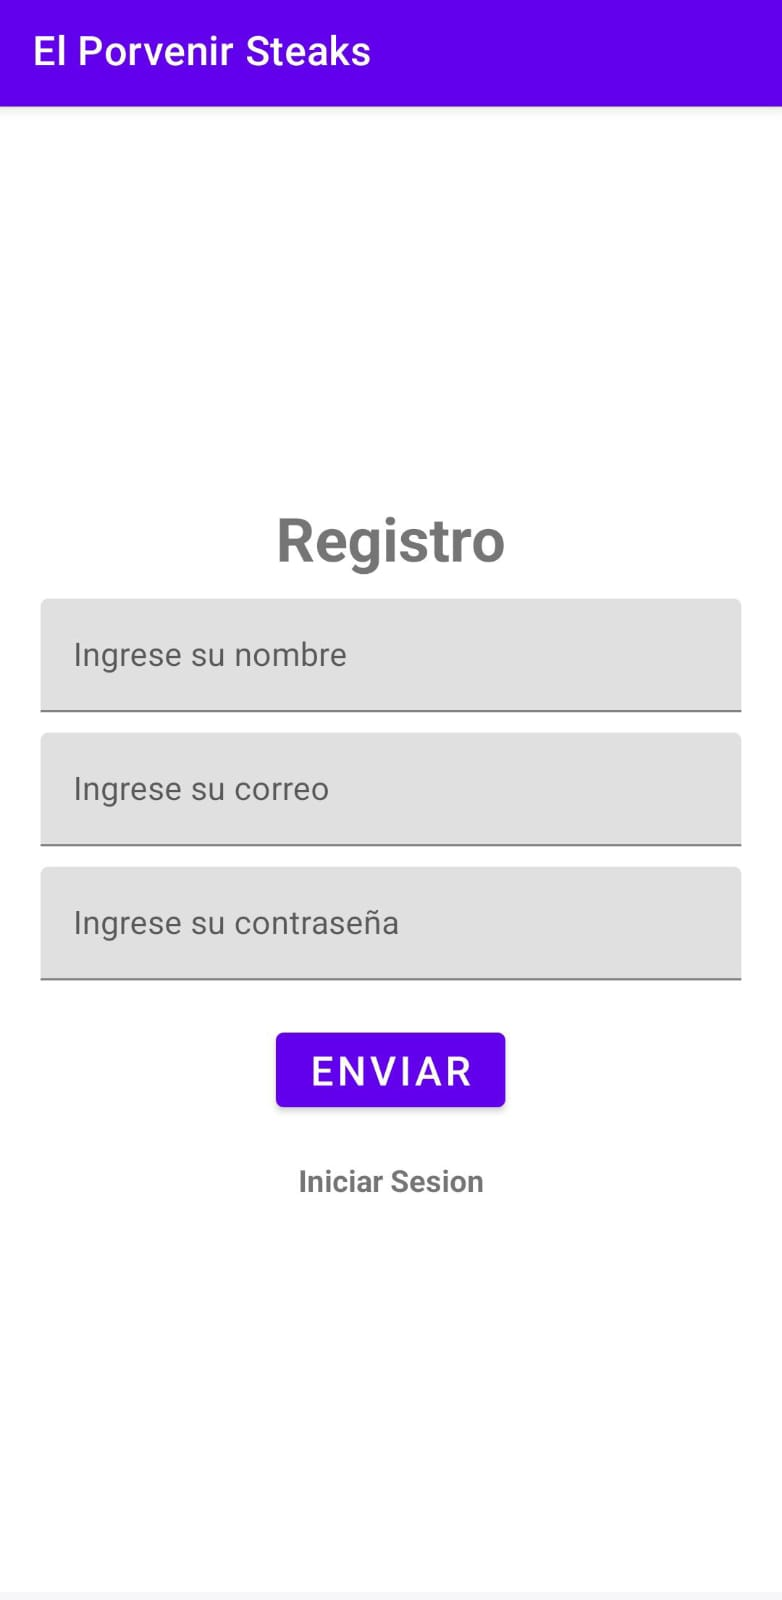 El Porvenir Steaks
Registro
Ingrese su nombre
Ingrese su correo
Ingrese su contraseña
ENVIAR
Iniciar Sesion